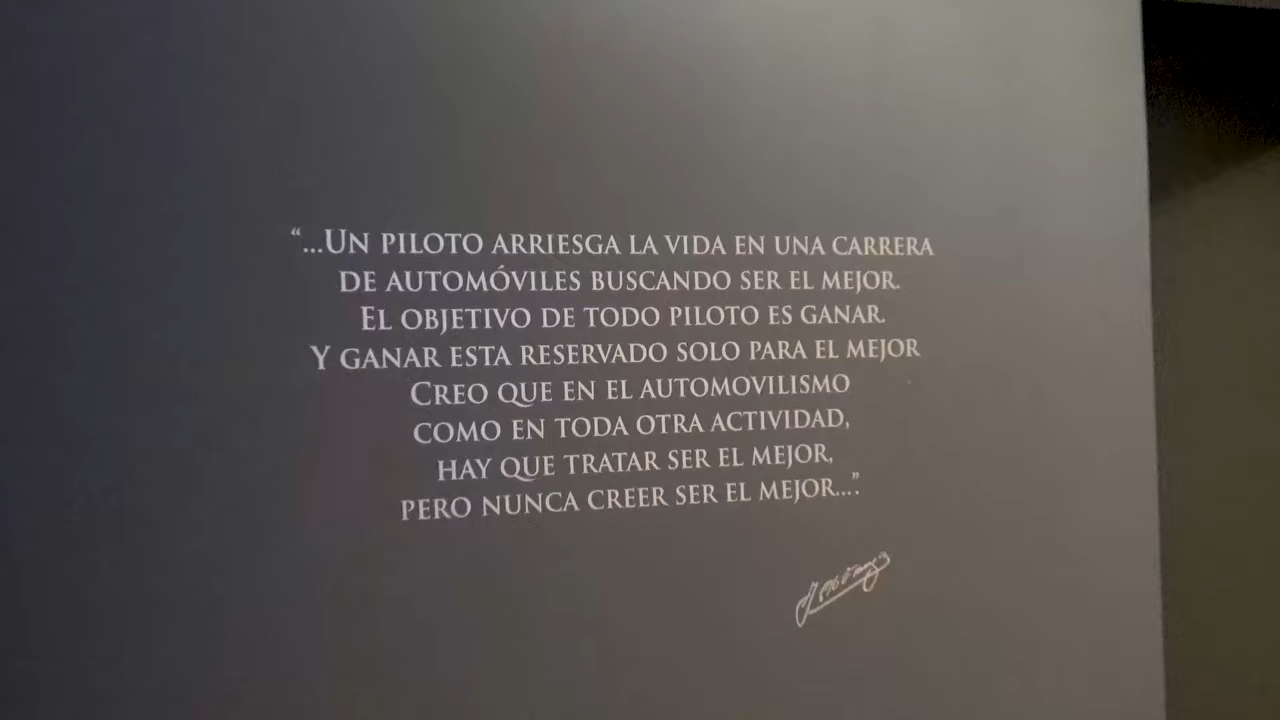 “...UN PILOTO ARRIESGA LA VIDA EN UNA CARRERA
DE AUTOMÓVILES BUSCANDO SER EL MEJOR.
EL OBJETIVO DE TODO PILOTO ES GANAR.
Y GANAR ESTA RESERVADO SOLO PARA EL MEJOR
CREO QUE EN EL AUTOMOVILISMO
COMO EN TODA OTRA ACTIVIDAD,
HAY QUE TRATAR SER EL MEJOR,
PERO NUNCA CREER SER EL MEJOR...”.